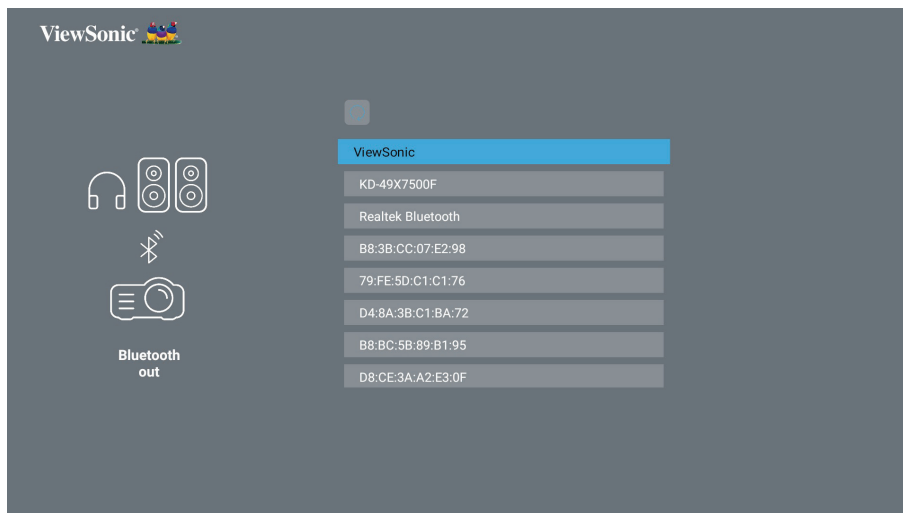 ViewSonic
ViewSonic
KD-49X7500F
Realtek Bluetooth
B8:3B:CC:07:E2:98
79:FE:5D:C1:C1:76
D4:8A:3B:C1:BA:72
B8:BC:5B:89:B1:95
D8:CE:3A:A2:E3:0F
Bluetooth
out